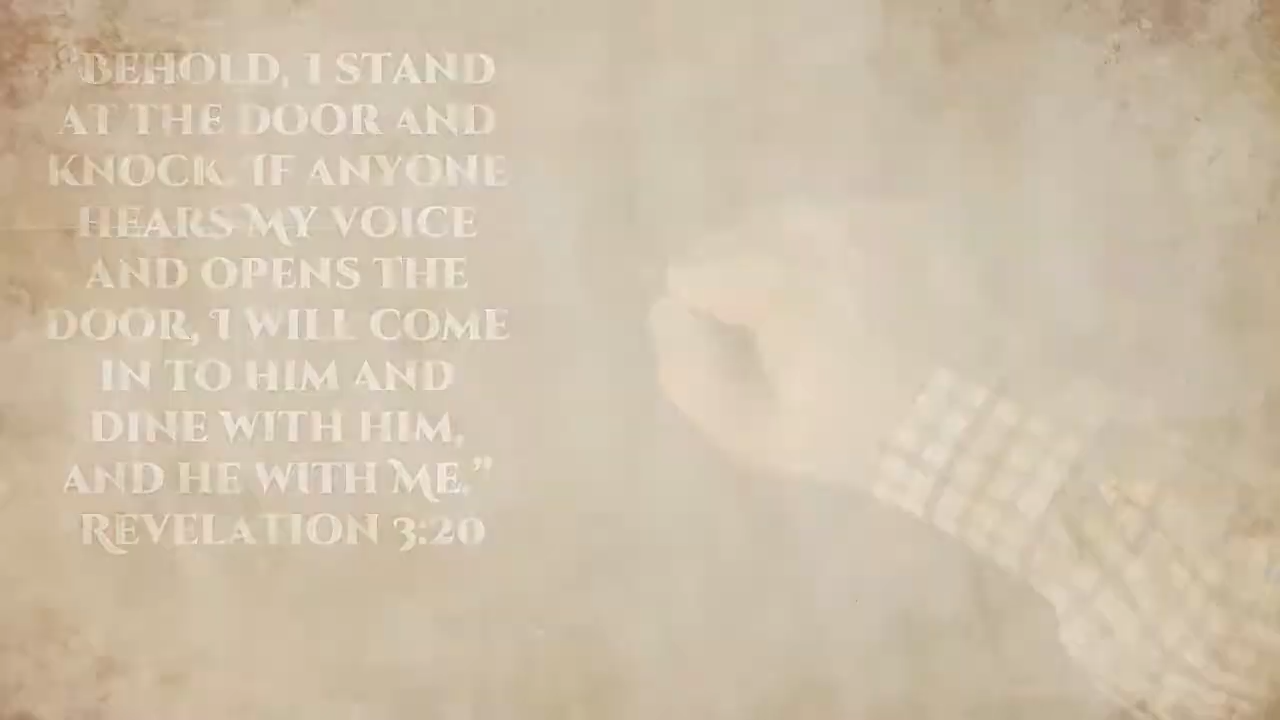 "BEHOLD, I STAND
AT THE DOOR AND
KNOCK. IF ANYONE
HEARS MY VOICE
AND OPENS THE
DOOR, I WILL COME
IN TO HIM AND
DINE WITH HIM,
AND HE WITH ME."
REVELATION 3:20